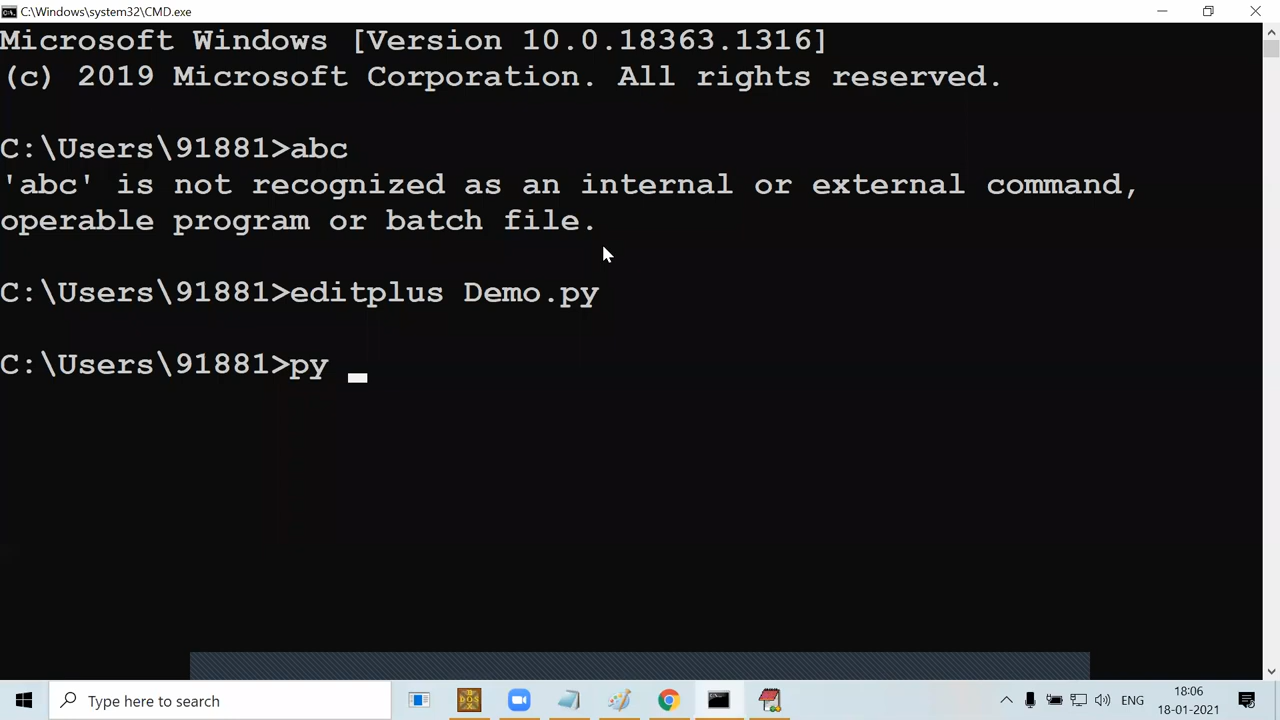 C:\Windows\system32\CMD.exe
Microsoft Windows [Version 10.0.18363.1316]
(c) 2019 Microsoft Corporation. All rights reserved.
C:\Users\91881>abc
'abc' is not recognized as an internal or external command,
operable program or batch file.
C:\Users\91881>editplus Demo.py
C:\Users\91881>py
Type here to search
ENG
18:06
18-01-2021